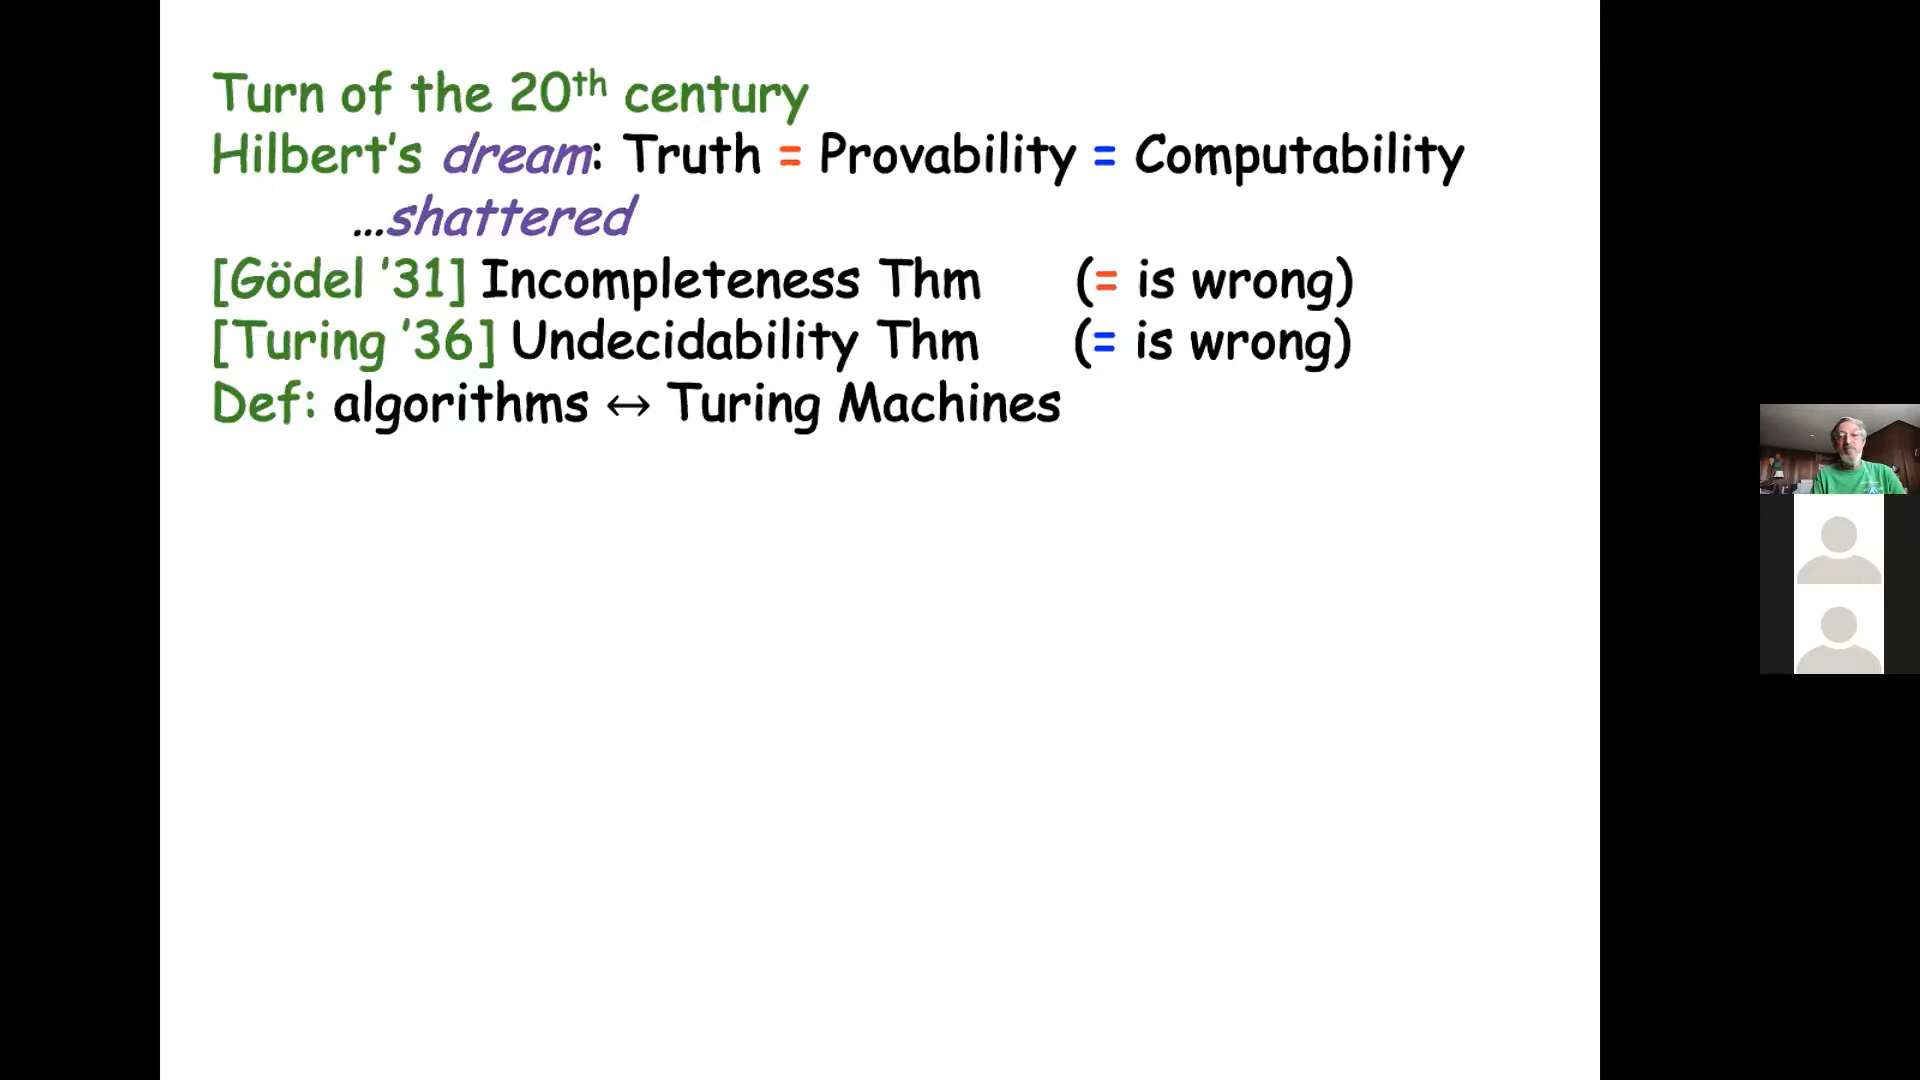 Turn of the 20th century
Hilbert's dream: Truth = Provability = Computability
...shattered
[Gödel '31] Incompleteness Thm (= is wrong)
[Turing '36] Undecidability Thm (= is wrong)
Def: algorithms ↔ Turing Machines